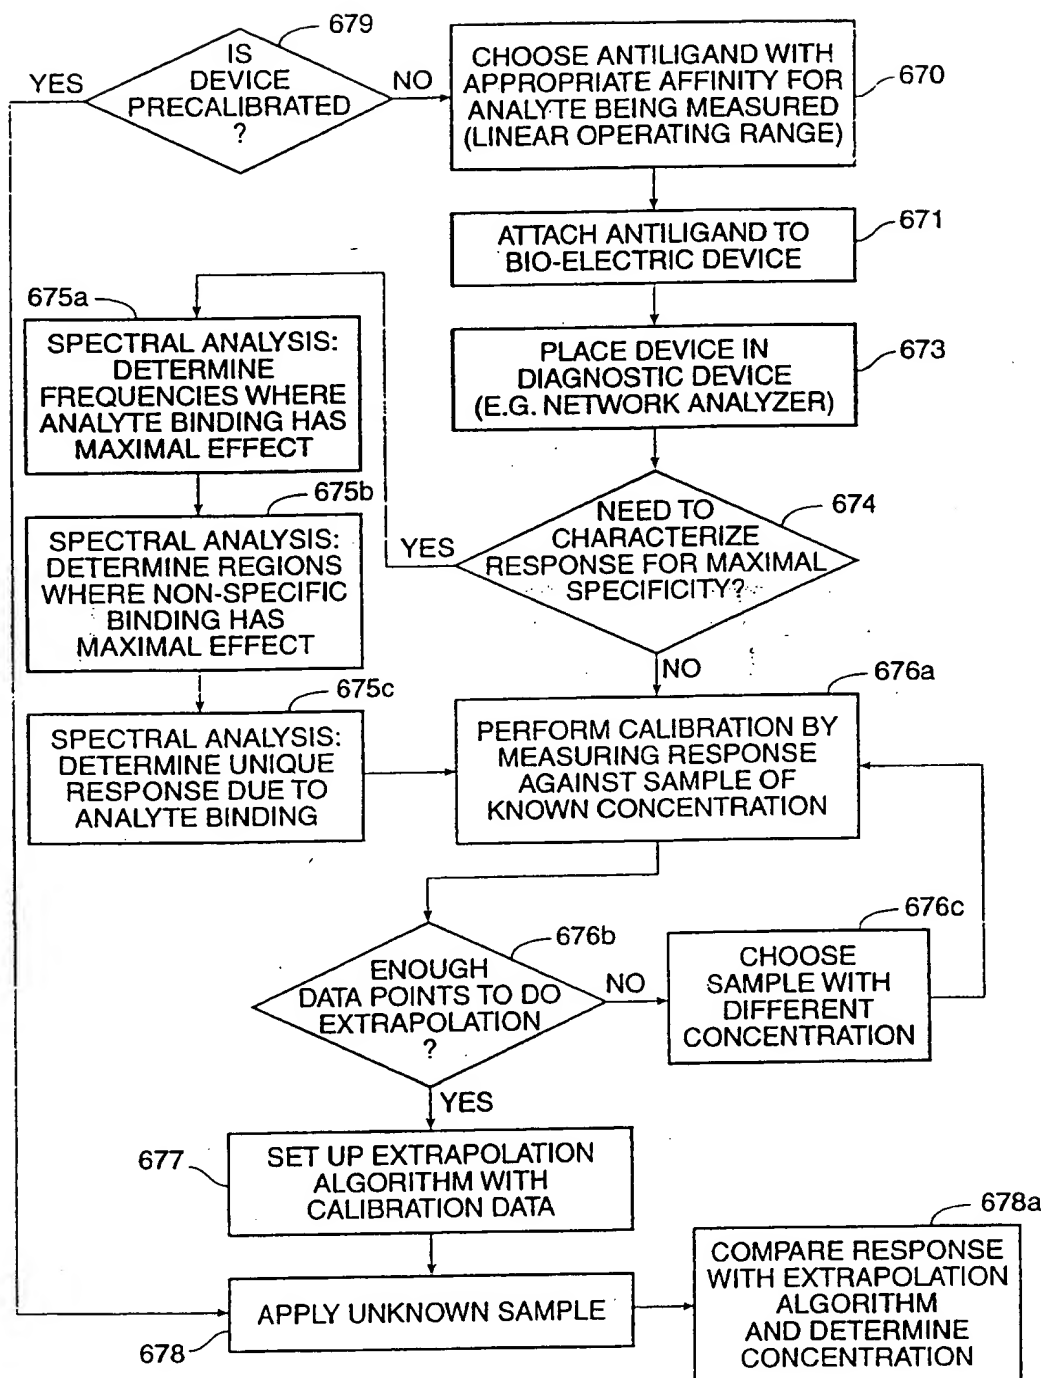 679
IS
DEVICE
PRECALIBRATED
?
YES
NO
CHOOSE ANTILIGAND WITH
APPROPRIATE AFFINITY FOR
ANALYTE BEING MEASURED
(LINEAR OPERATING RANGE)
670
ATTACH ANTILIGAND TO
BIO-ELECTRIC DEVICE
671
PLACE DEVICE IN
DIAGNOSTIC DEVICE
(E.G. NETWORK ANALYZER)
673
NEED TO
CHARACTERIZE
RESPONSE FOR MAXIMAL
SPECIFICITY?
674
YES
NO
675a
SPECTRAL ANALYSIS:
DETERMINE
FREQUENCIES WHERE
ANALYTE BINDING HAS
MAXIMAL EFFECT
675b
SPECTRAL ANALYSIS:
DETERMINE REGIONS
WHERE NON-SPECIFIC
BINDING HAS
MAXIMAL EFFECT
675c
SPECTRAL ANALYSIS:
DETERMINE UNIQUE
RESPONSE DUE TO
ANALYTE BINDING
676a
PERFORM CALIBRATION BY
MEASURING RESPONSE
AGAINST SAMPLE OF
KNOWN CONCENTRATION
676b
ENOUGH
DATA POINTS TO DO
EXTRAPOLATION
?
NO
YES
676c
CHOOSE
SAMPLE WITH
DIFFERENT
CONCENTRATION
677
SET UP EXTRAPOLATION
ALGORITHM WITH
CALIBRATION DATA
APPLY UNKNOWN SAMPLE
678
678a
COMPARE RESPONSE
WITH EXTRAPOLATION
ALGORITHM
AND DETERMINE
CONCENTRATION